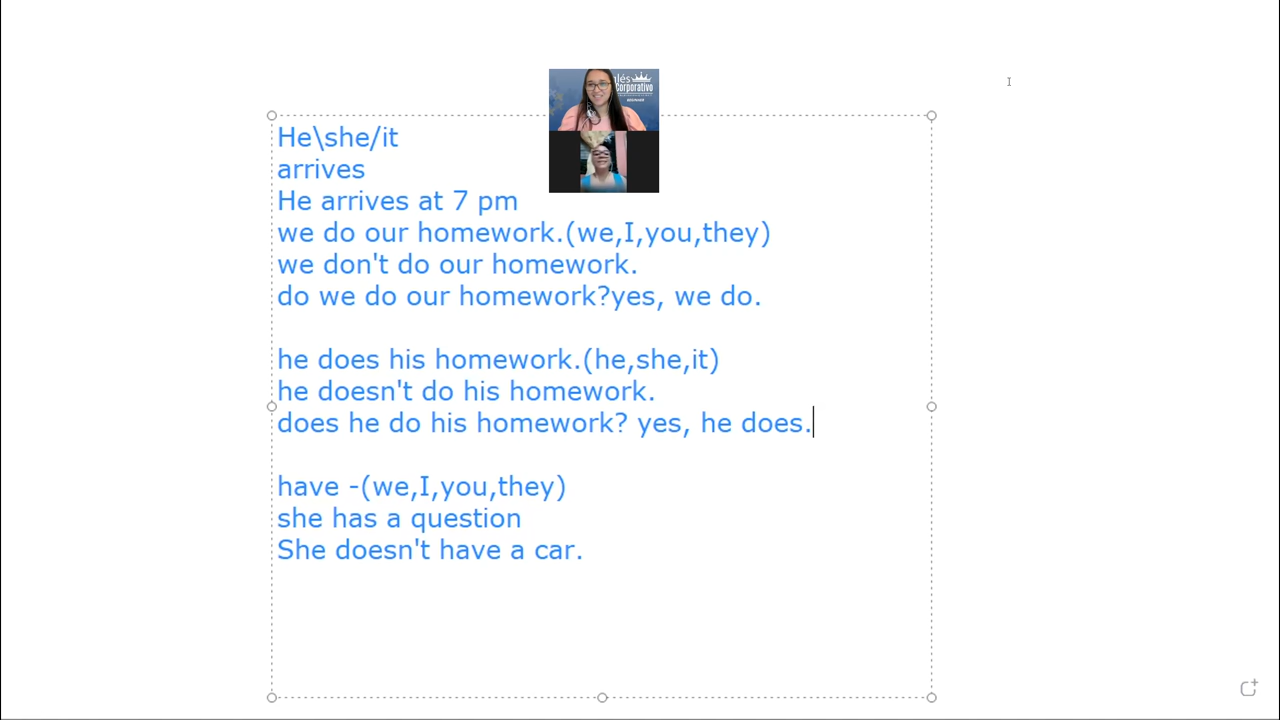 lés
Corporativo
He\she/it
arrives
He arrives at 7 pm
we do our homework.(we,I,you,they)
we don't do our homework.
do we do our homework?yes, we do.
he does his homework.(he,she,it)
he doesn't do his homework.
does he do his homework? yes, he does.
have -(we,I,you,they)
she has a question
She doesn't have a car.